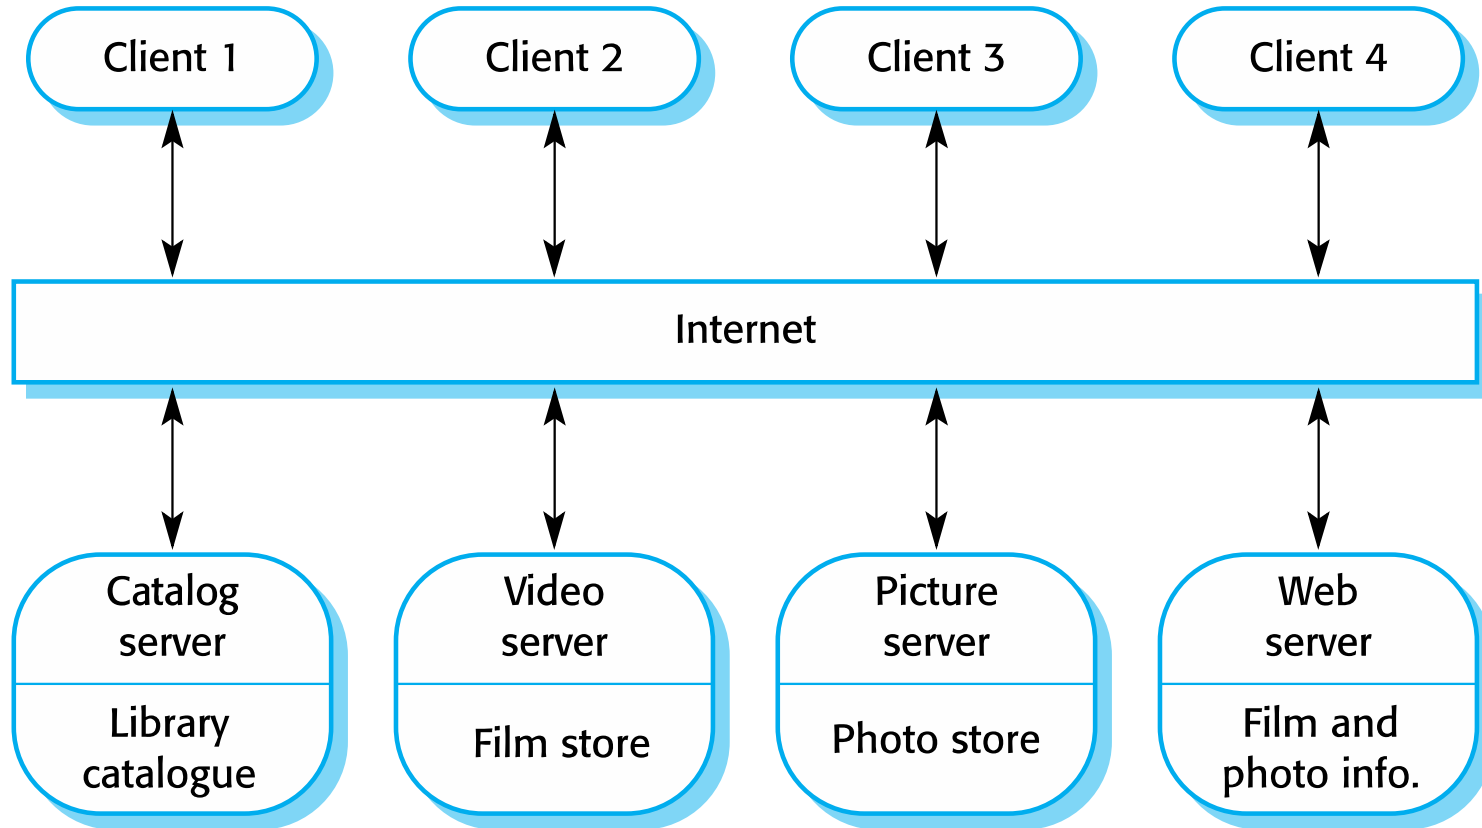 Client 1
Client 2
Client 3
Client 4
Internet
Catalog
server
Library
catalogue
Video
server
Film store
Picture
server
Photo store
Web
server
Film and
photo info.